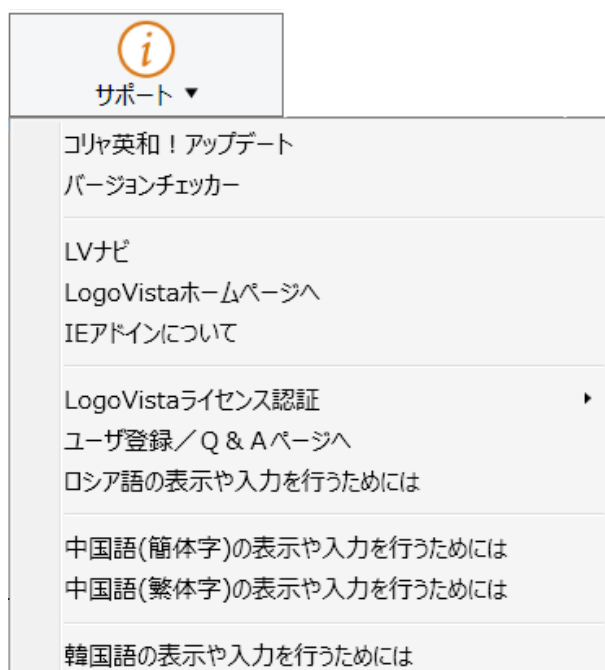 サポート ▼
コリャ英和！アップデート
バージョンチェッカー
LVナビ
LogoVistaホームページへ
IEアドインについて
LogoVistaライセンス認証
ユーザ登録／Q & Aページへ
ロシア語の表示や入力を行うためには
中国語(簡体字)の表示や入力を行うためには
中国語(繁体字)の表示や入力を行うためには
韓国語の表示や入力を行うためには